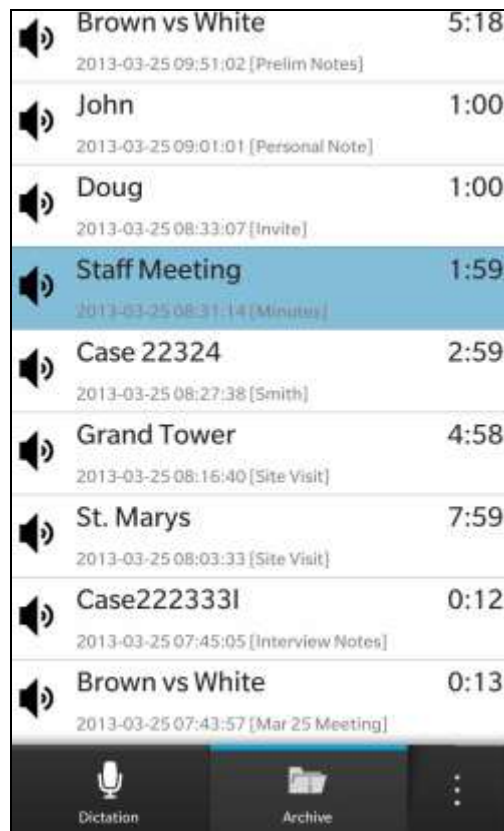 Brown vs White 5:18
2013-03-25 09:51:02 [Prelim Notes]
John 1:00
2013-03-25 09:01:01 [Personal Note]
Doug 1:00
2013-03-25 08:33:07 [Invite]
Staff Meeting 1:59
2013-03-25 08:31:14 [Minutes]
Case 22324 2:59
2013-03-25 08:27:38 [Smith]
Grand Tower 4:58
2013-03-25 08:16:40 [Site Visit]
St. Marys 7:59
2013-03-25 08:03:33 [Site Visit]
Case222333l 0:12
2013-03-25 07:45:05 [Interview Notes]
Brown vs White 0:13
2013-03-25 07:43:57 [Mar 25 Meeting]
Dictation Archive